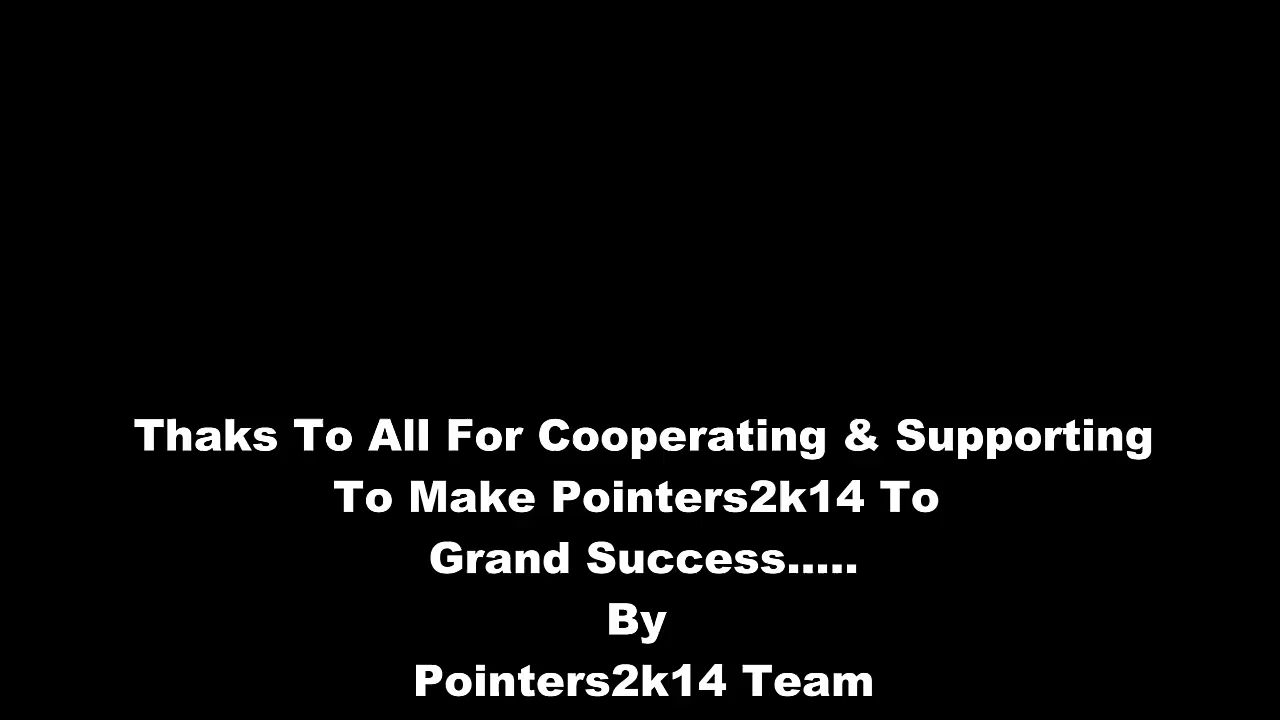 Thaks To All For Cooperating & Supporting
To Make Pointers2k14 To
Grand Success.....
By
Pointers2k14 Team